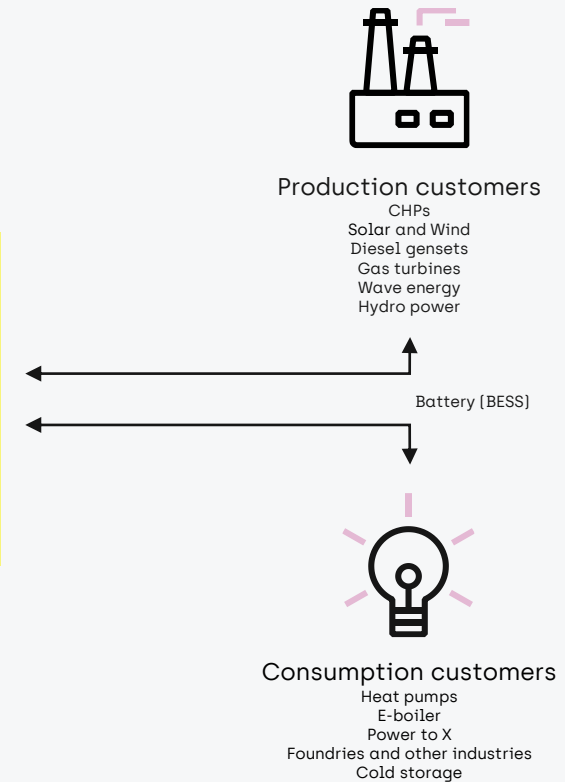 Production customers
CHPs
Solar and Wind
Diesel gensets
Gas turbines
Wave energy
Hydro power
Battery (BESS)
Consumption customers
Heat pumps
E-boiler
Power to X
Foundries and other industries
Cold storage